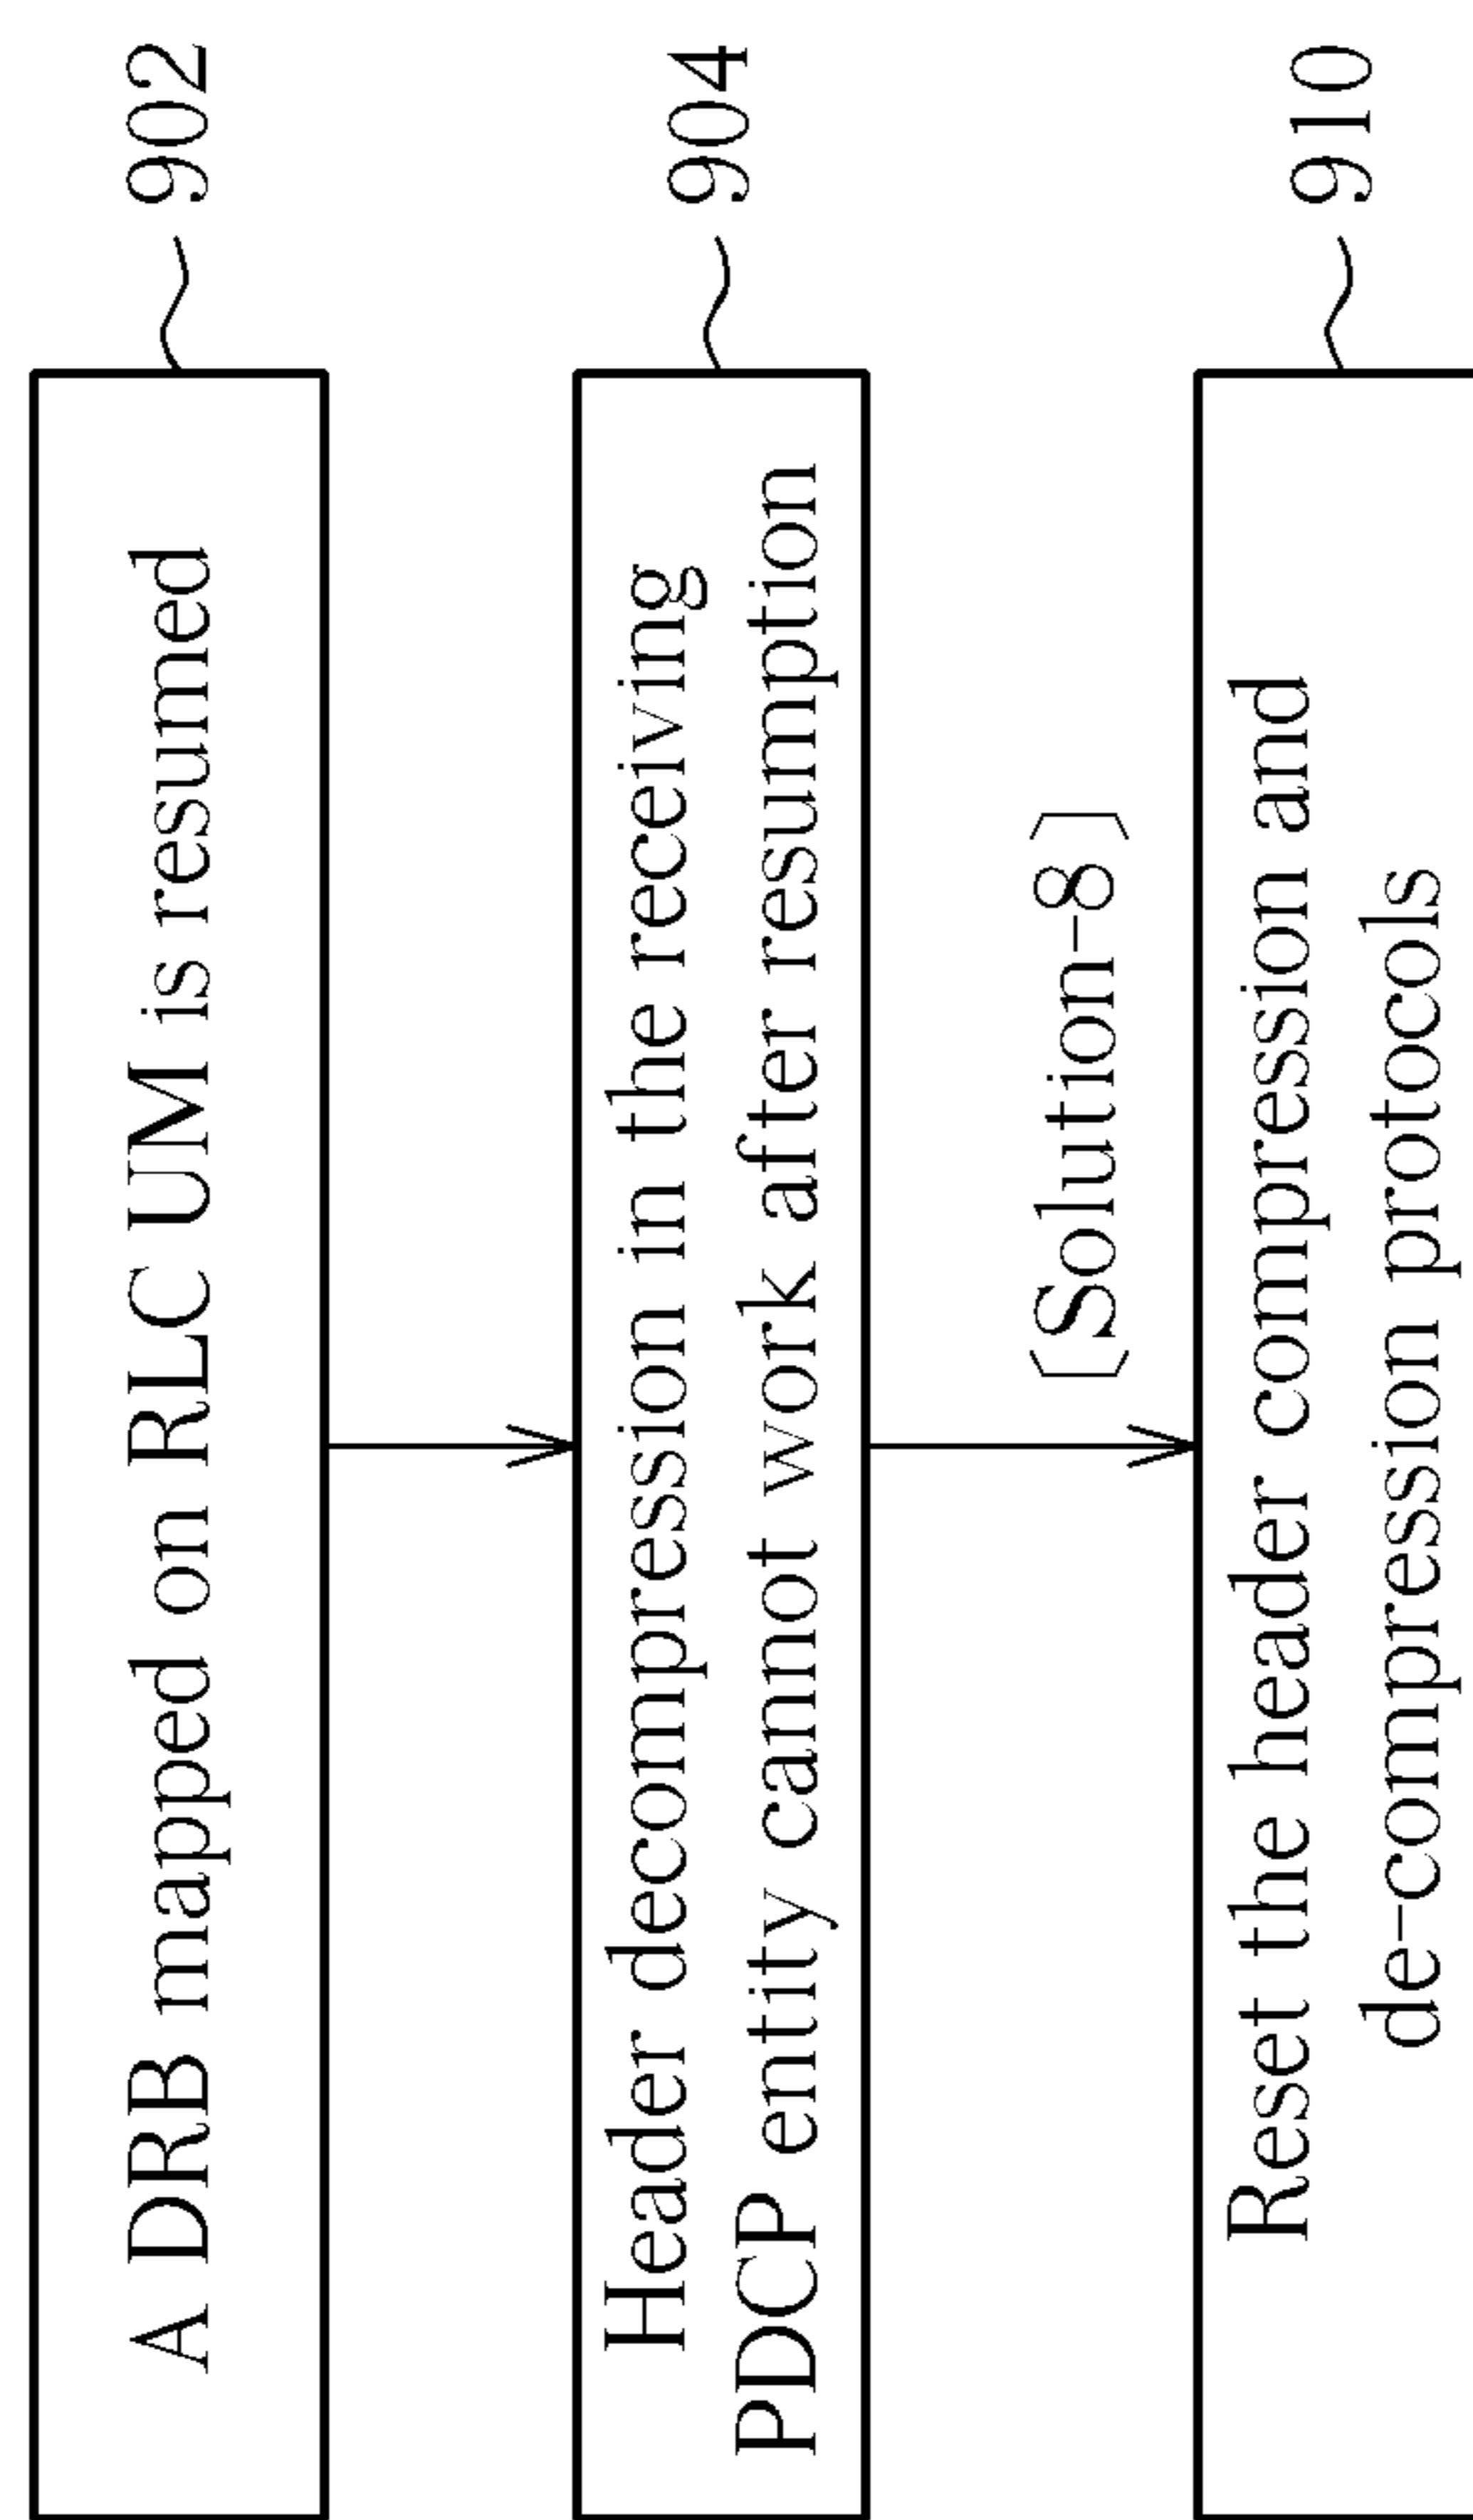 A DRB mapped on RLC UM is resumed
902
Header decompression in the receiving
PDCP entity cannot work after resumption
904
〔Solution-8〕
Reset the header compression and
de-compression protocols
910